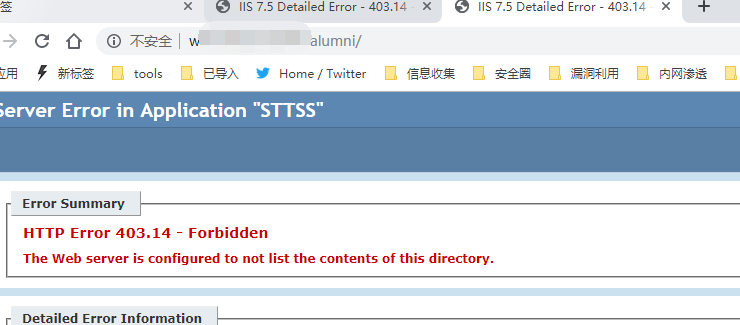 签
IIS 7.5 Detailed Error - 403.14 -
IIS 7.5 Detailed Error - 403.14 -
不安全 | w alumni/
应用 新标签 tools 已导入 Home / Twitter 信息收集 安全圈 漏洞利用 内网渗透
Server Error in Application "STTSS"
Error Summary
HTTP Error 403.14 - Forbidden
The Web server is configured to not list the contents of this directory.
Detailed Error Information